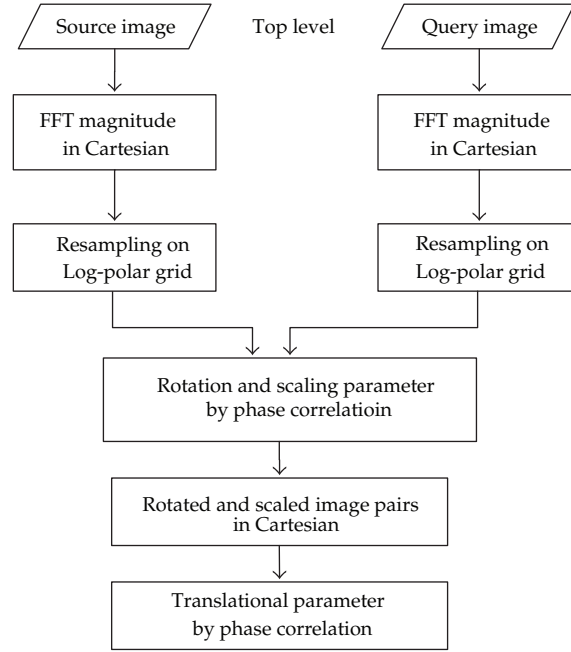 Source image
Top level
Query image
FFT magnitude
in Cartesian
FFT magnitude
in Cartesian
Resampling on
Log-polar grid
Resampling on
Log-polar grid
Rotation and scaling parameter
by phase correlatioin
Rotated and scaled image pairs
in Cartesian
Translational parameter
by phase correlation